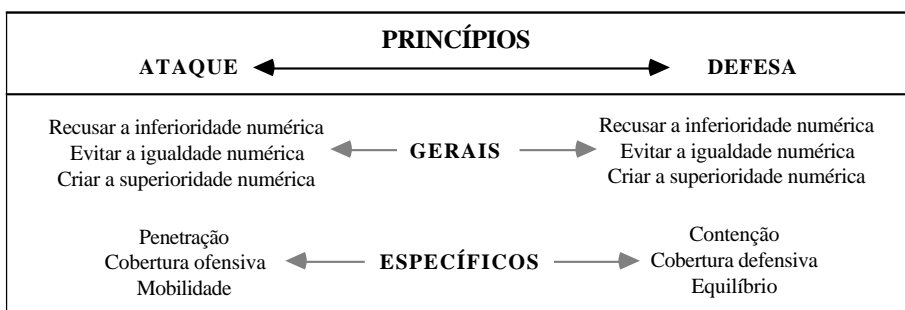 PRINCÍPIOS
ATAQUE DEFESA
Recusar a inferioridade numérica
Evitar a igualdade numérica
Criar a superioridade numérica
GERAIS
Recusar a inferioridade numérica
Evitar a igualdade numérica
Criar a superioridade numérica
Penetração
Cobertura ofensiva
Mobilidade
ESPECÍFICOS
Contenção
Cobertura defensiva
Equilíbrio